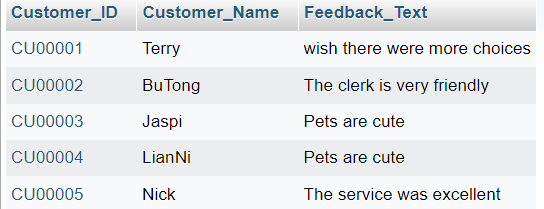 Customer_ID Customer_Name Feedback_Text
CU00001 Terry wish there were more choices
CU00002 BuTong The clerk is very friendly
CU00003 Jaspi Pets are cute
CU00004 LianNi Pets are cute
CU00005 Nick The service was excellent